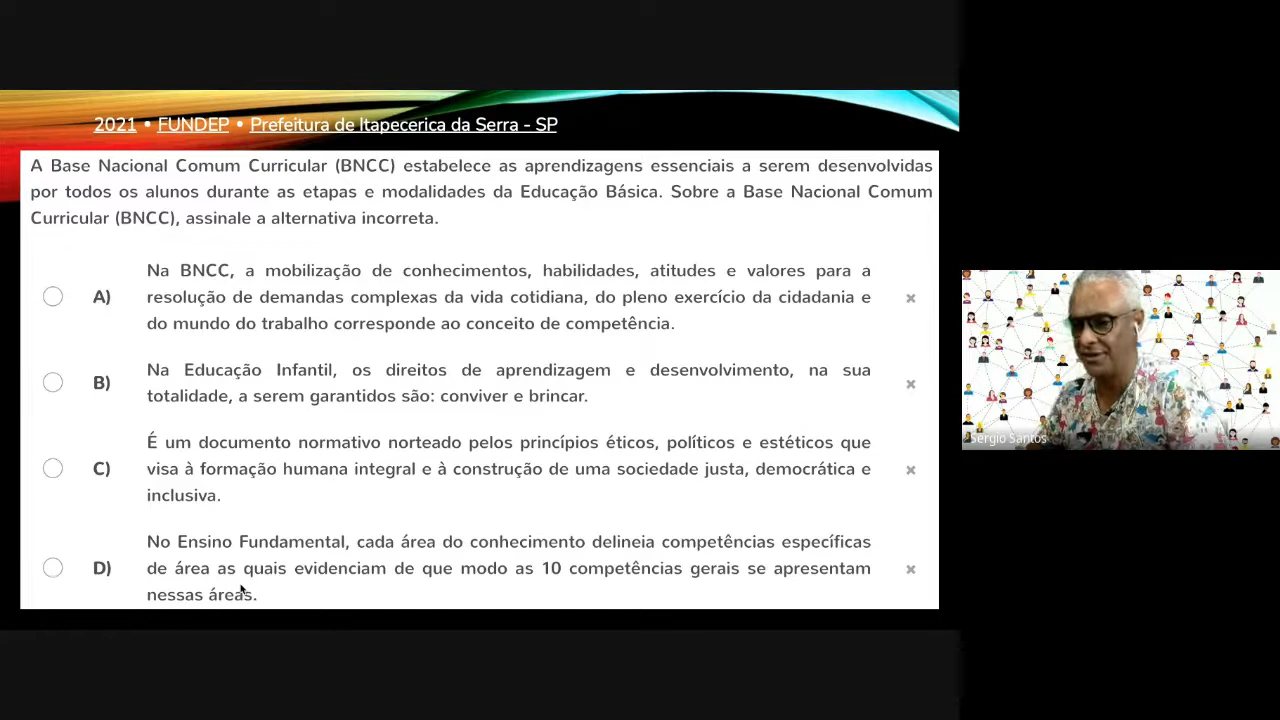 2021 • FUNDEP • Prefeitura de Itapecerica da Serra - SP
A Base Nacional Comum Curricular (BNCC) estabelece as aprendizagens essenciais a serem desenvolvidas
por todos os alunos durante as etapas e modalidades da Educação Básica. Sobre a Base Nacional Comum
Curricular (BNCC), assinale a alternativa incorreta.
A) Na BNCC, a mobilização de conhecimentos, habilidades, atitudes e valores para a
resolução de demandas complexas da vida cotidiana, do pleno exercício da cidadania e
do mundo do trabalho corresponde ao conceito de competência.
B) Na Educação Infantil, os direitos de aprendizagem e desenvolvimento, na sua
totalidade, a serem garantidos são: conviver e brincar.
C) É um documento normativo norteado pelos princípios éticos, políticos e estéticos que
visa à formação humana integral e à construção de uma sociedade justa, democrática e
inclusiva.
D) No Ensino Fundamental, cada área do conhecimento delineia competências específicas
de área as quais evidenciam de que modo as 10 competências gerais se apresentam
nessas áreas.
Sergio Santos